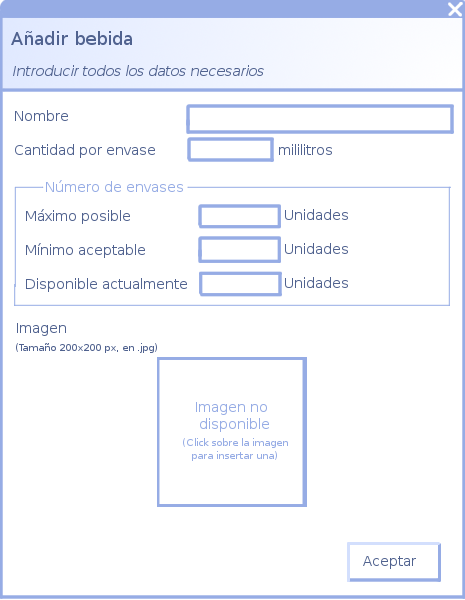 Añadir bebida
Introducir todos los datos necesarios
Nombre
Cantidad por envase mililitros
Número de envases
Máximo posible Unidades
Mínimo aceptable Unidades
Disponible actualmente Unidades
Imagen
(Tamaño 200x200 px, en .jpg)
Imagen no
disponible
(Click sobre la imagen
para insertar una)
Aceptar